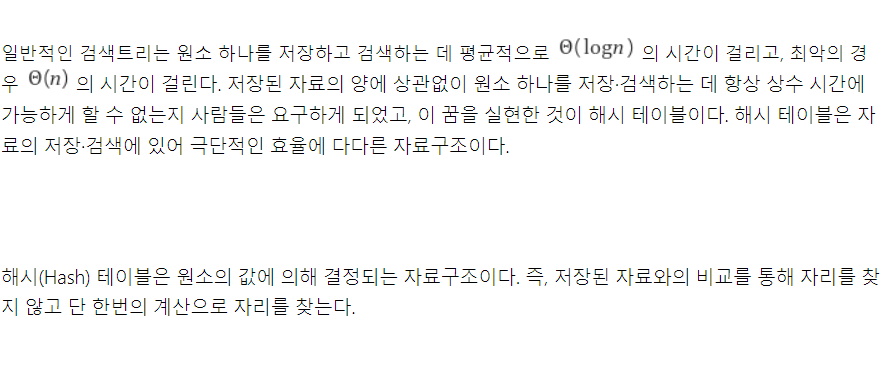 일반적인 검색트리는 원소 하나를 저장하고 검색하는 데 평균적으로 Θ(logn) 의 시간이 걸리고, 최악의 경
우 Θ(n) 의 시간이 걸린다. 저장된 자료의 양에 상관없이 원소 하나를 저장·검색하는 데 항상 상수 시간에
가능하게 할 수 없는지 사람들은 요구하게 되었고, 이 꿈을 실현한 것이 해시 테이블이다. 해시 테이블은 자
료의 저장·검색에 있어 극단적인 효율에 다다른 자료구조이다.
해시(Hash) 테이블은 원소의 값에 의해 결정되는 자료구조이다. 즉, 저장된 자료와의 비교를 통해 자리를 찾
지 않고 단 한번의 계산으로 자리를 찾는다.